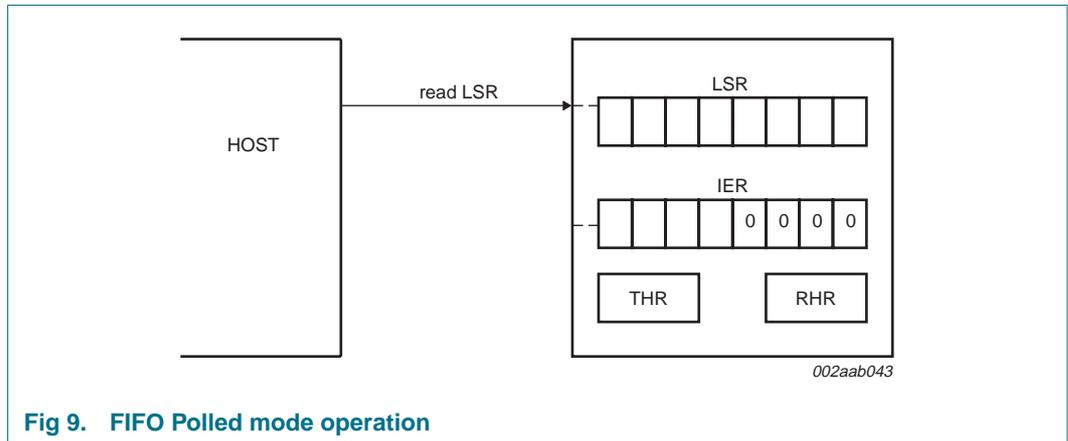 read LSR
LSR
HOST
IER
0 0 0 0
THR RHR
002aab043
Fig 9. FIFO Polled mode operation